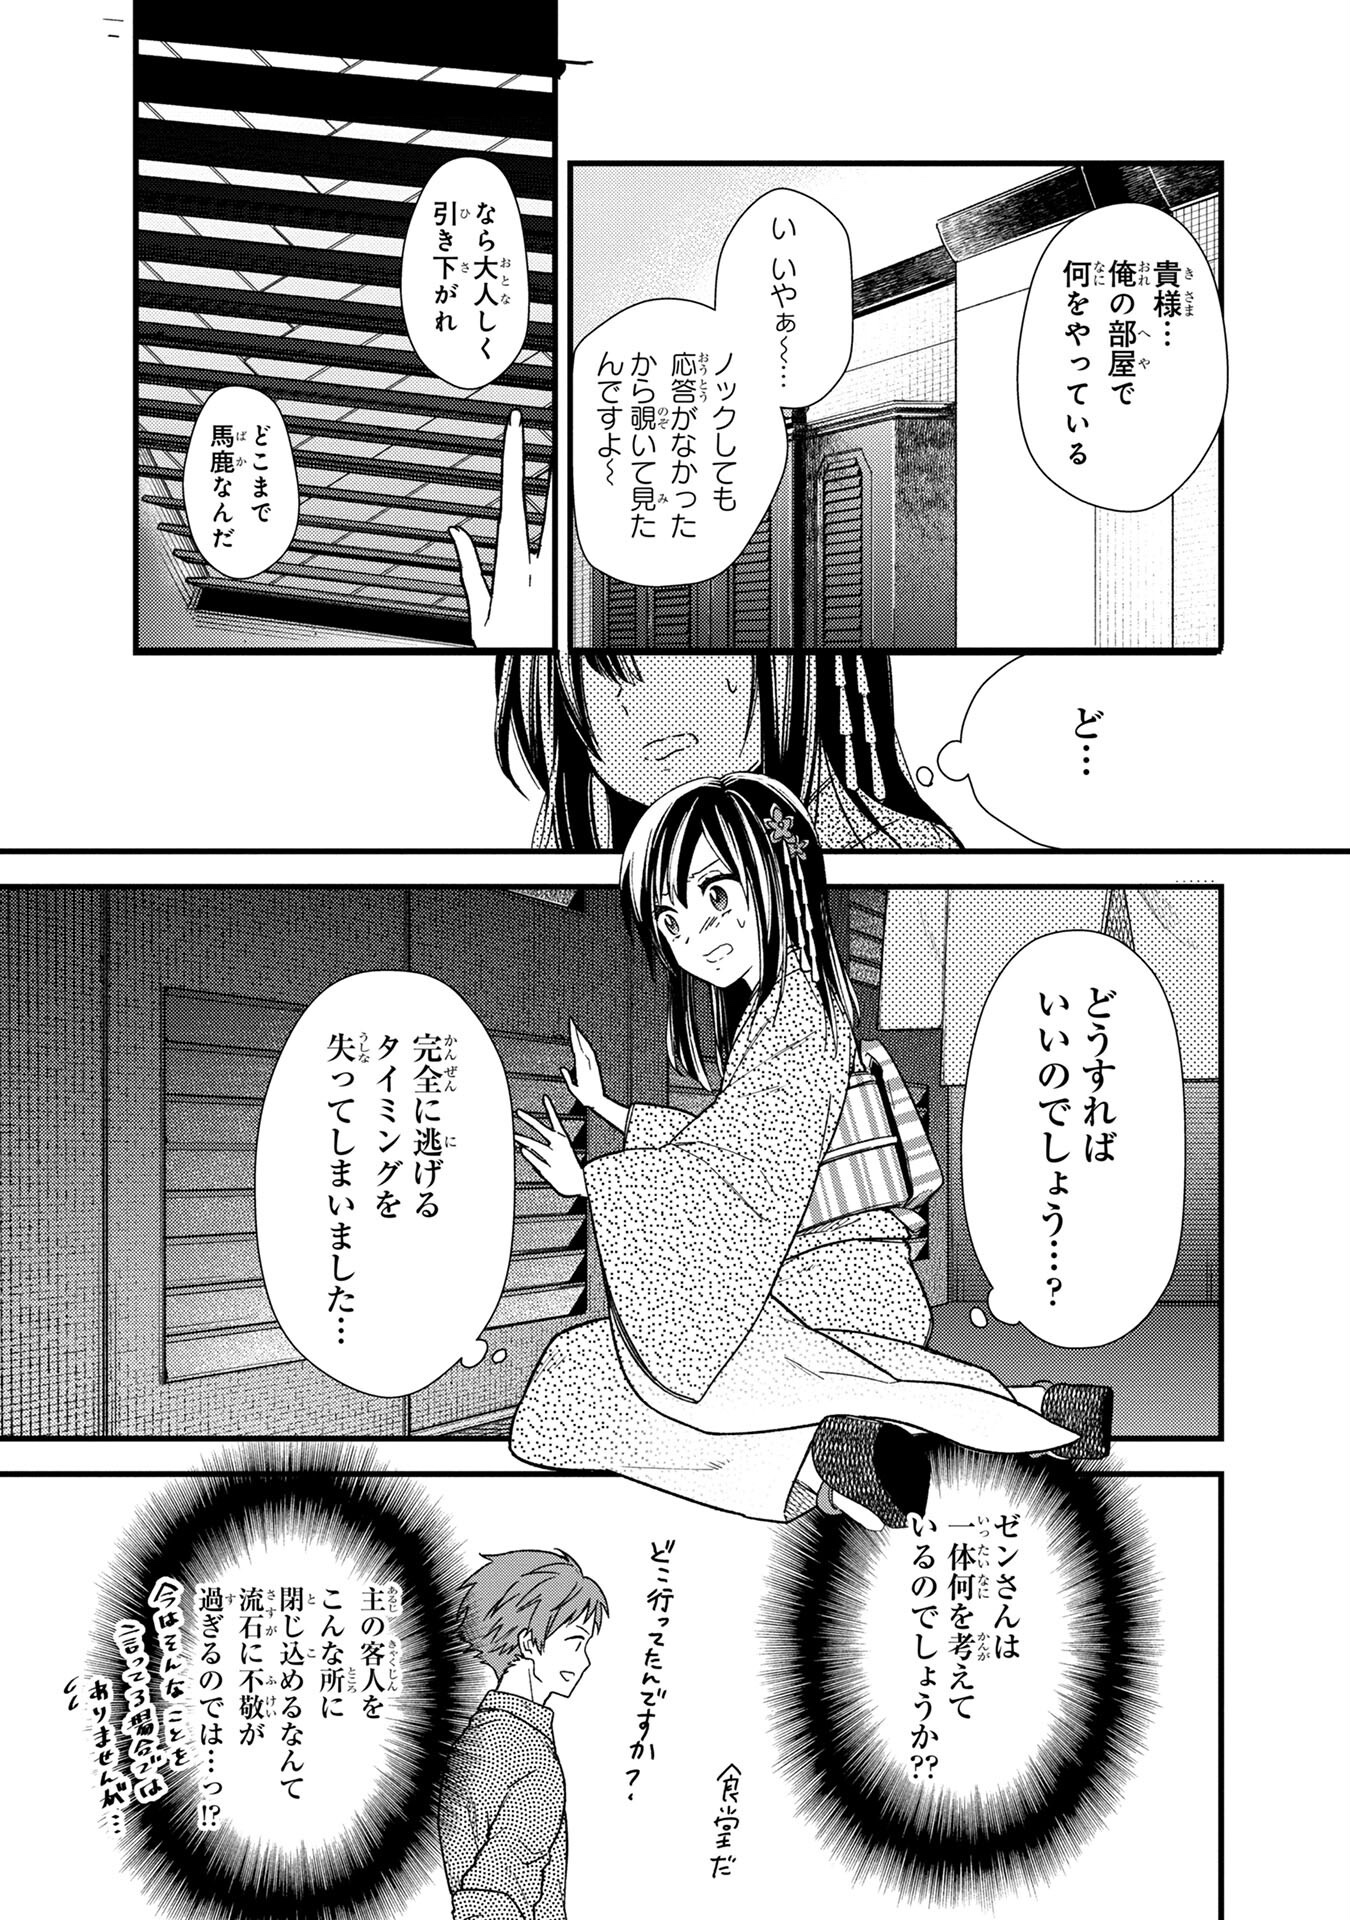 貴様…
俺の部屋で
何をやっている
い いやぁ～…
ノックしても
応答がなかった
から覗いて見た
んですよ～
なら大人しく
引き下がれ
どこまで
馬鹿なんだ
ど…
どうすれば
いいのでしょう…？
完全に逃げる
タイミングを
失ってしまいました…
ゼンさんは
一体何を考えて
いるのでしょうか??
どこ行ってたんですか？
食堂だ
主の客人を
こんな所に
閉じ込めるなんて
流石に不敬が
過ぎるのでは…っ!?
今はそんなことを
言ってる場合では
ありませんが…